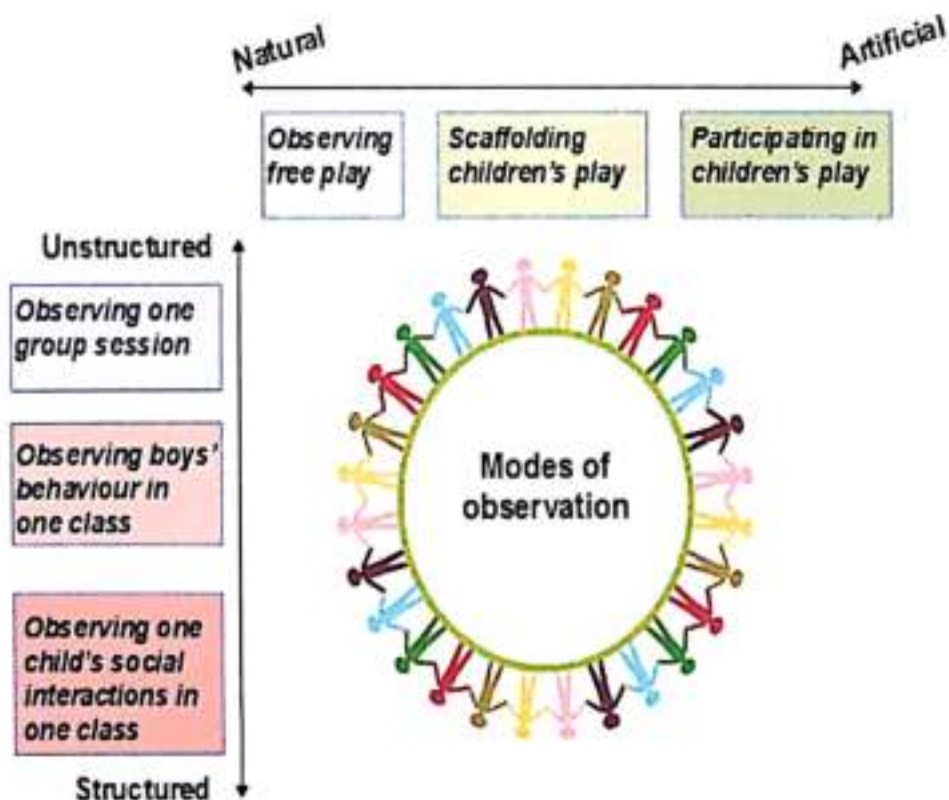 Natural
Artificial
Observing
free play
Scaffolding
children's play
Participating in
children's play
Unstructured
Observing one
group session
Observing boys'
behaviour in
one class
Observing one
child's social
interactions in
one class
Structured
Modes of
observation